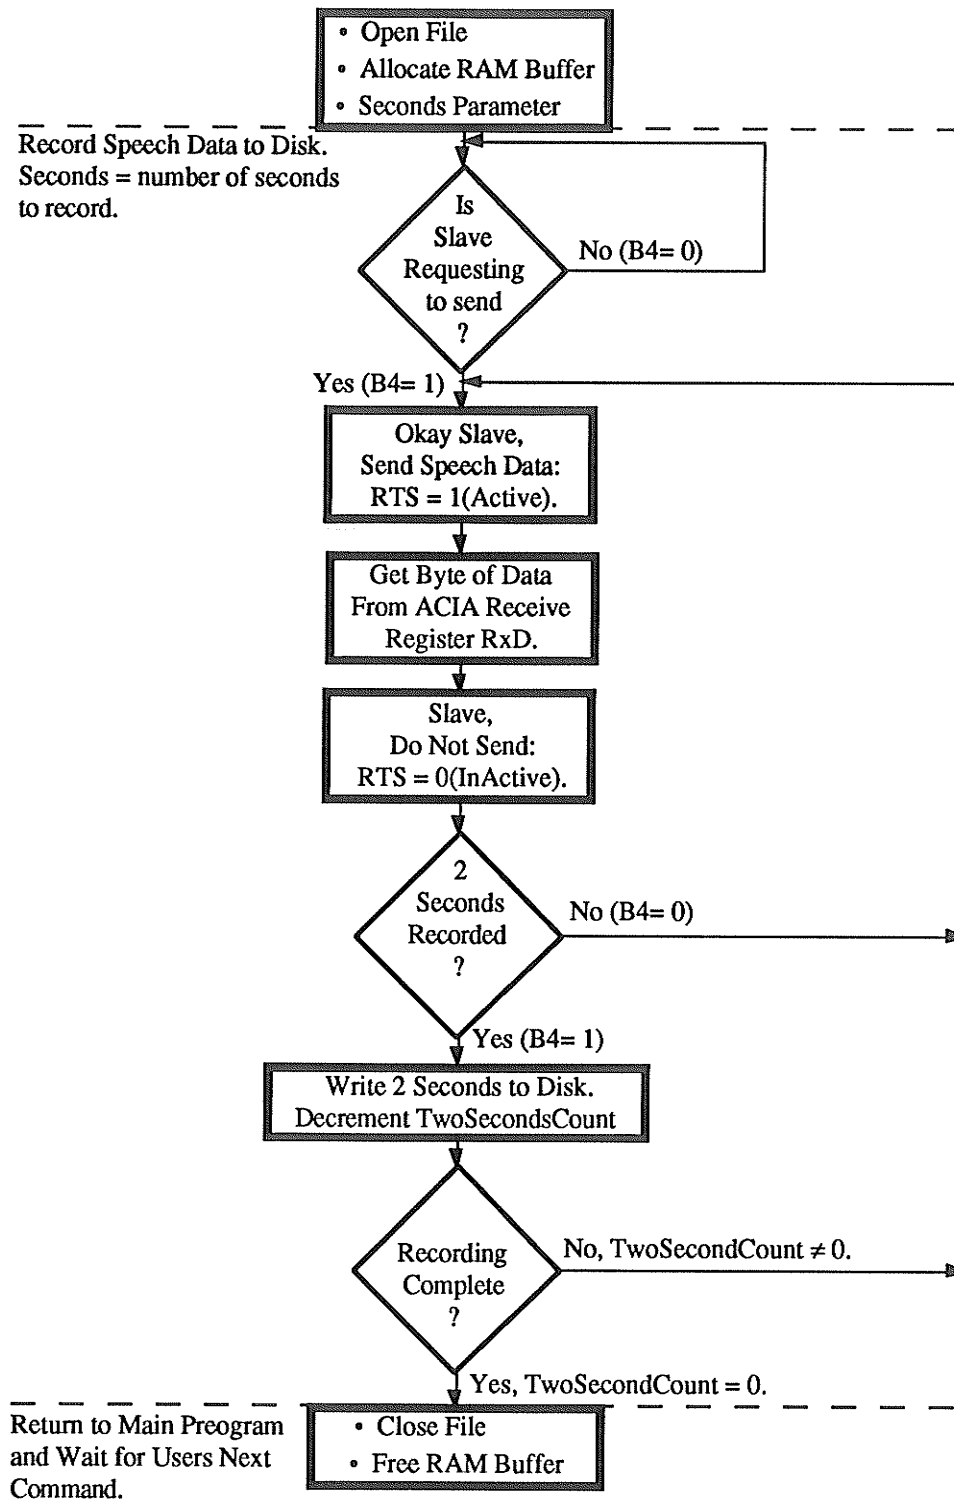 • Open File
• Allocate RAM Buffer
• Seconds Parameter
Record Speech Data to Disk.
Seconds = number of seconds
to record.
Is
Slave
Requesting
to send
?
No (B4= 0)
Yes (B4= 1)
Okay Slave,
Send Speech Data:
RTS = 1(Active).
Get Byte of Data
From ACIA Receive
Register RxD.
Slave,
Do Not Send:
RTS = 0(InActive).
2
Seconds
Recorded
?
No (B4= 0)
Yes (B4= 1)
Write 2 Seconds to Disk.
Decrement TwoSecondsCount
Recording
Complete
?
No, TwoSecondCount ≠ 0.
Yes, TwoSecondCount = 0.
Return to Main Preogram
and Wait for Users Next
Command.
• Close File
• Free RAM Buffer